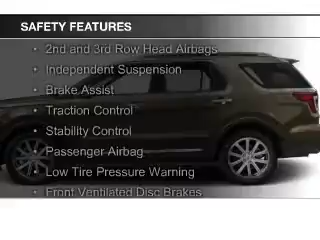 SAFETY FEATURES
• 2nd and 3rd Row Head Airbags
• Independent Suspension
• Brake Assist
• Traction Control
• Stability Control
• Passenger Airbag
• Low Tire Pressure Warning
• Front Ventilated Disc Brakes